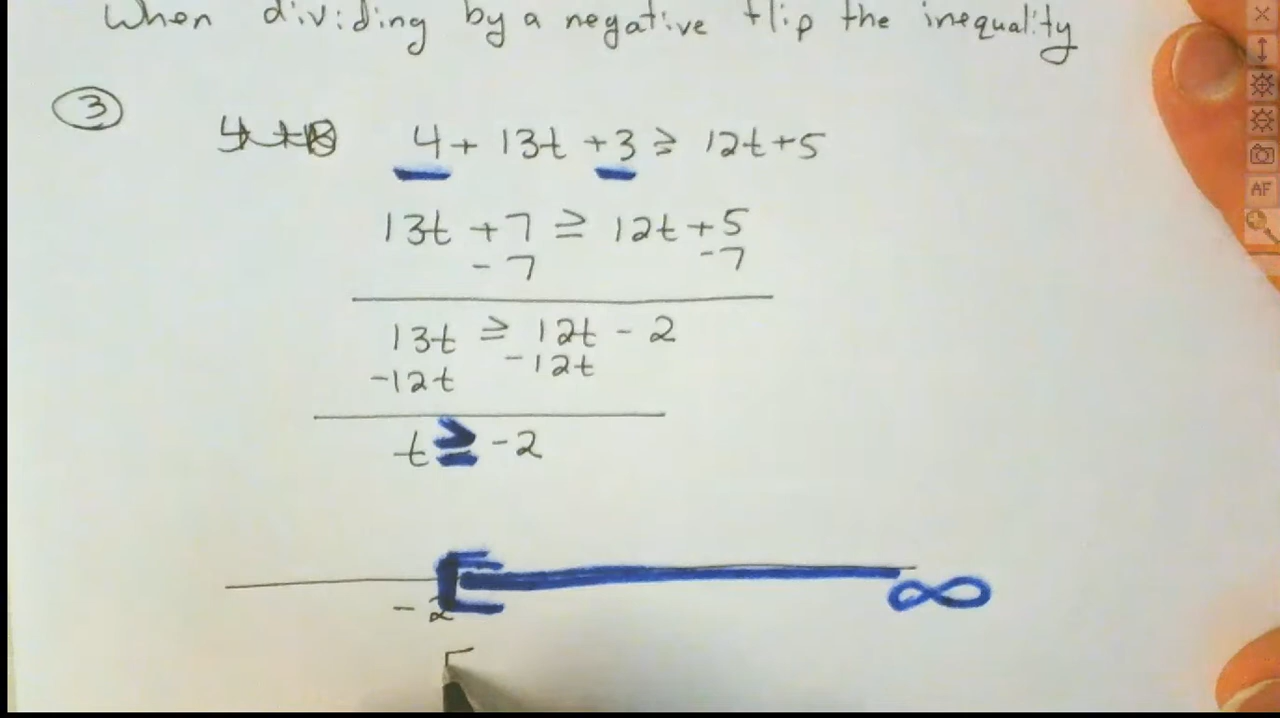 When dividing by a negative flip the inequality
3
4 + 13t + 3 ≥ 12t + 5
13t + 7 ≥ 12t + 5
- 7 -7
13t ≥ 12t - 2
-12t -12t
t ≥ -2
[ ∞
- 2
AF